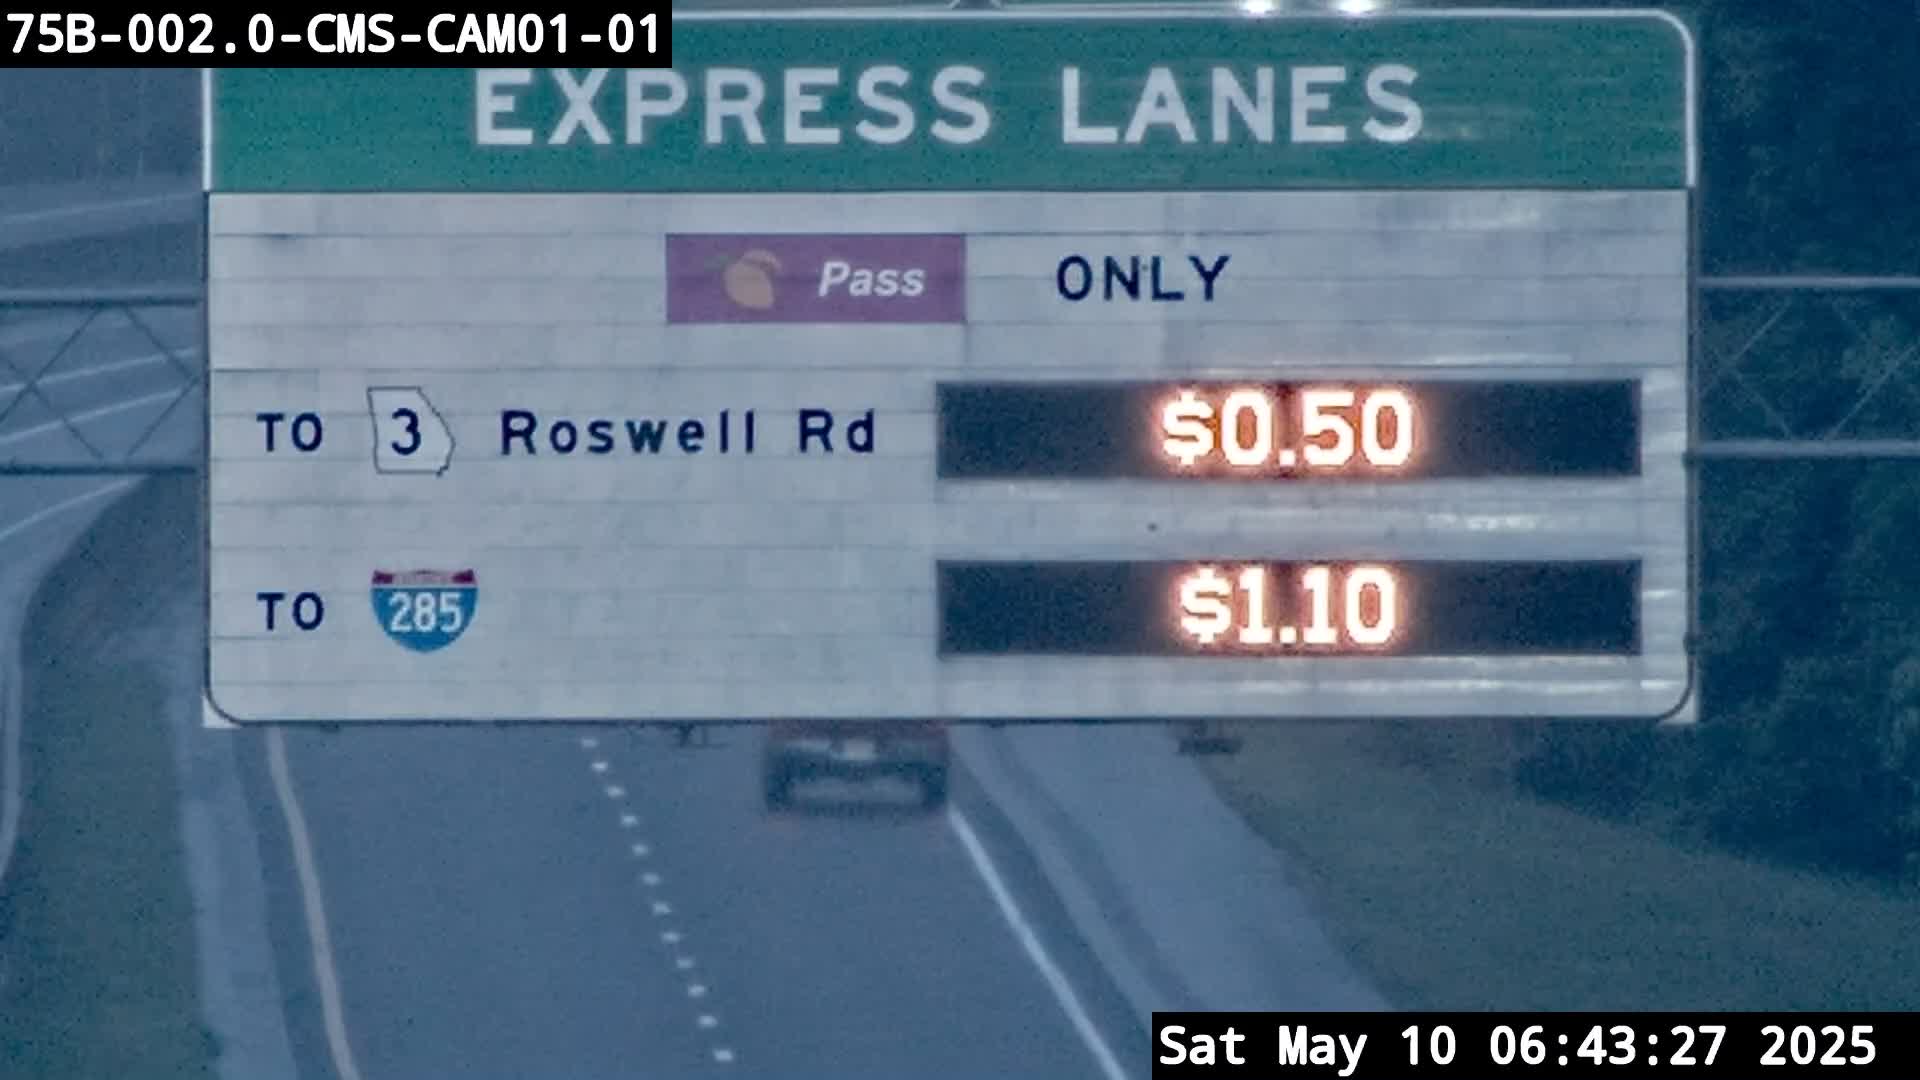 75B-002.0-CMS-CAM01-01
EXPRESS LANES
Pass ONLY
TO 3 Roswell Rd $0.50
TO 285 $1.10
Sat May 10 06:43:27 2025